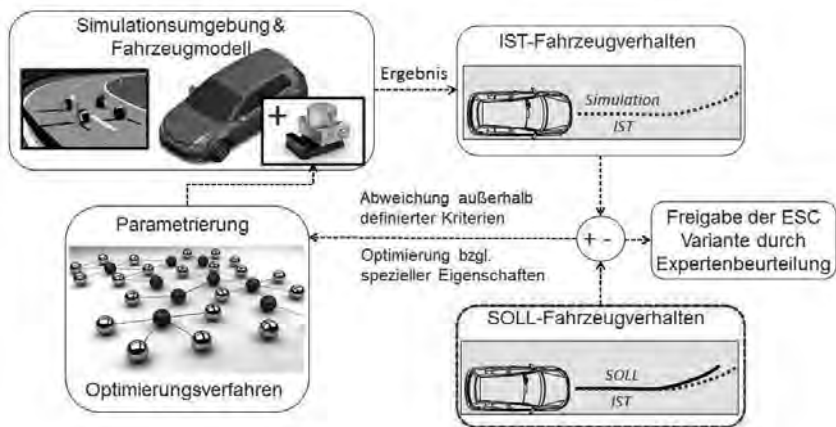 Simulationsumgebung &
Fahrzeugmodell
+
Ergebnis
IST-Fahrzeugverhalten
Simulation
IST
Parametrierung
Optimierungsverfahren
Abweichung außerhalb
definierter Kriterien
Optimierung bzgl.
spezieller Eigenschaften
+ -
Freigabe der ESC
Variante durch
Expertenbeurteilung
SOLL-Fahrzeugverhalten
SOLL
IST